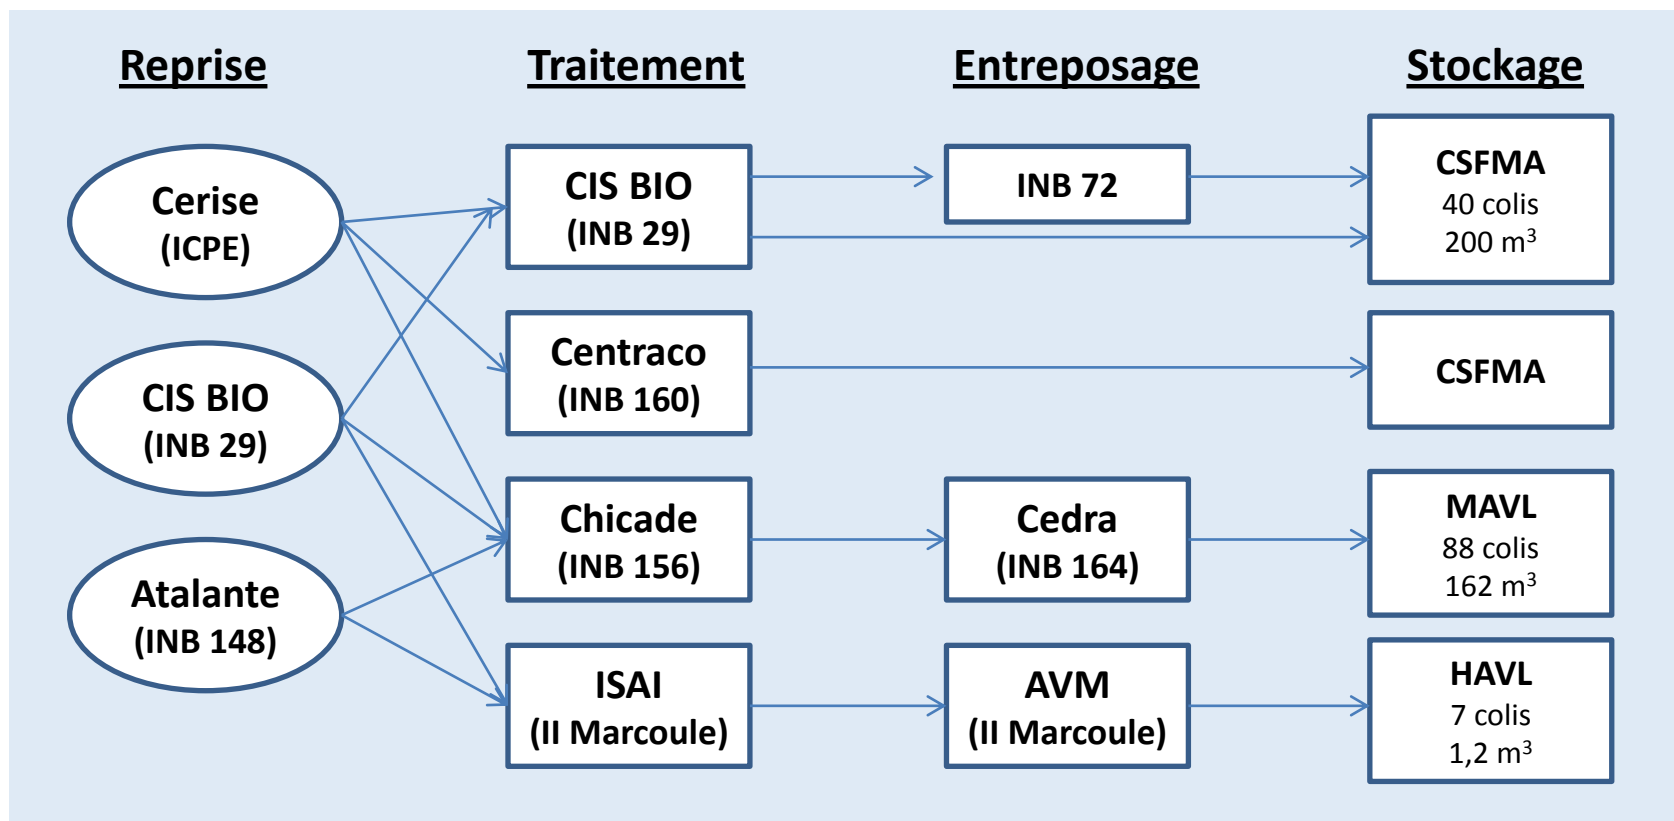 Reprise
Traitement
Entreposage
Stockage
Cerise
(ICPE)
CIS BIO
(INB 29)
Atalante
(INB 148)
CIS BIO
(INB 29)
Centraco
(INB 160)
Chicade
(INB 156)
ISAI
(II Marcoule)
INB 72
Cedra
(INB 164)
AVM
(II Marcoule)
CSFMA
40 colis
200 m³
CSFMA
MAVL
88 colis
162 m³
HAVL
7 colis
1,2 m³